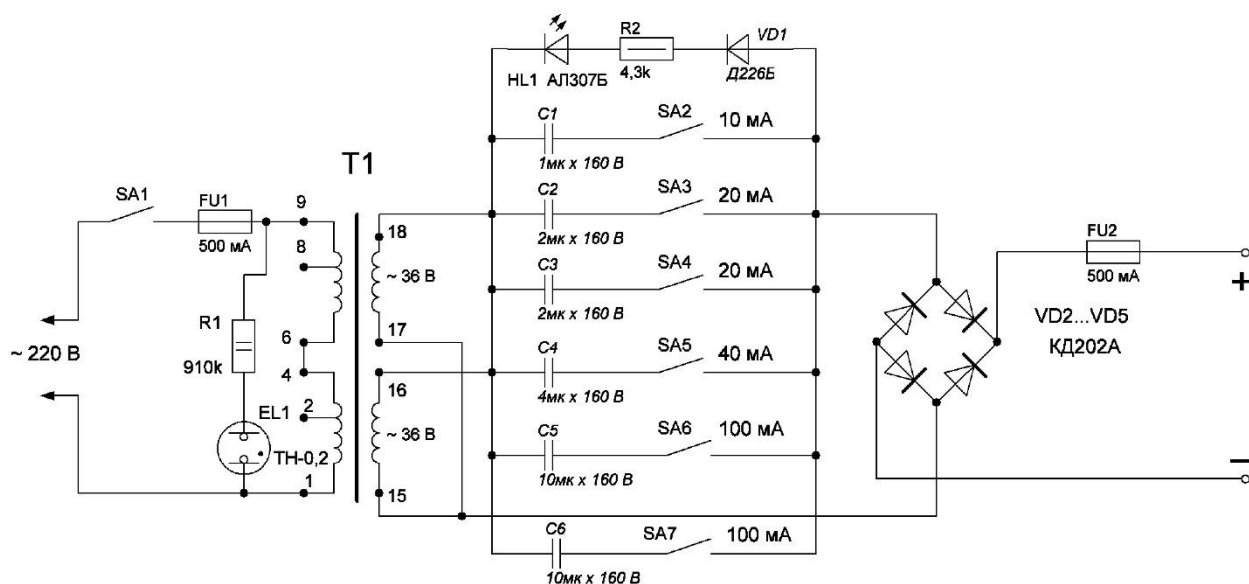 R2
VD1
HL1 АЛ307Б
4,3k
Д226Б
C1
SA2
10 мА
1мк x 160 В
T1
C2
SA3
20 мА
2мк x 160 В
SA1
FU1
500 мА
9
8
18
~ 36 В
17
C3
SA4
20 мА
2мк x 160 В
FU2
500 мА
+
R1
910k
~ 220 В
6
4
C4
SA5
40 мА
4мк x 160 В
VD2...VD5
КД202А
EL1
2
ТН-0,2
1
16
~ 36 В
15
C5
SA6
100 мА
10мк x 160 В
–
C6
SA7
100 мА
10мк x 160 В